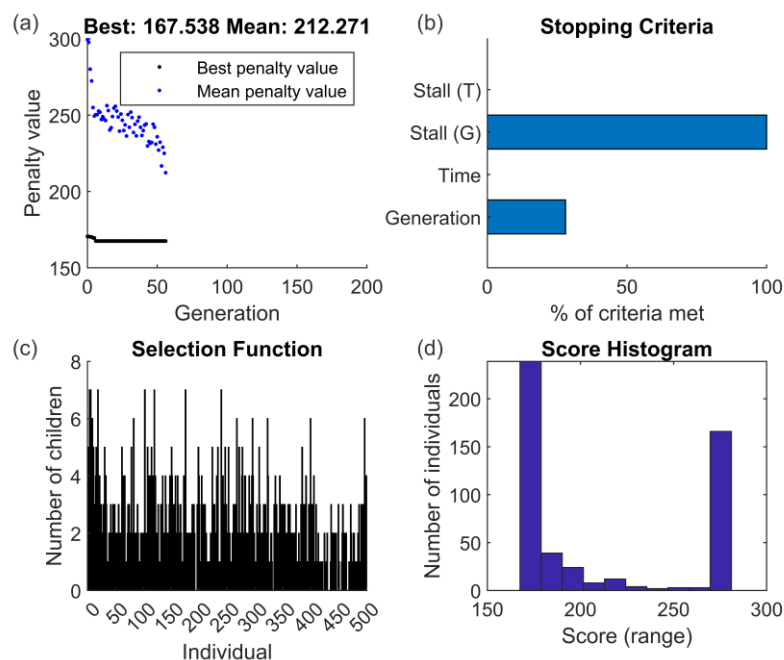 (a)
Best: 167.538 Mean: 212.271
300
250
200
150
Penalty value
Best penalty value
Mean penalty value
0
50
100
150
200
Generation
(b)
Stopping Criteria
Stall (T)
Stall (G)
Time
Generation
0
50
100
% of criteria met
(c)
Selection Function
8
6
4
2
0
Number of children
0
50
100
150
200
250
300
350
400
450
500
Individual
(d)
Score Histogram
200
150
100
50
0
Number of individuals
150
200
250
300
Score (range)